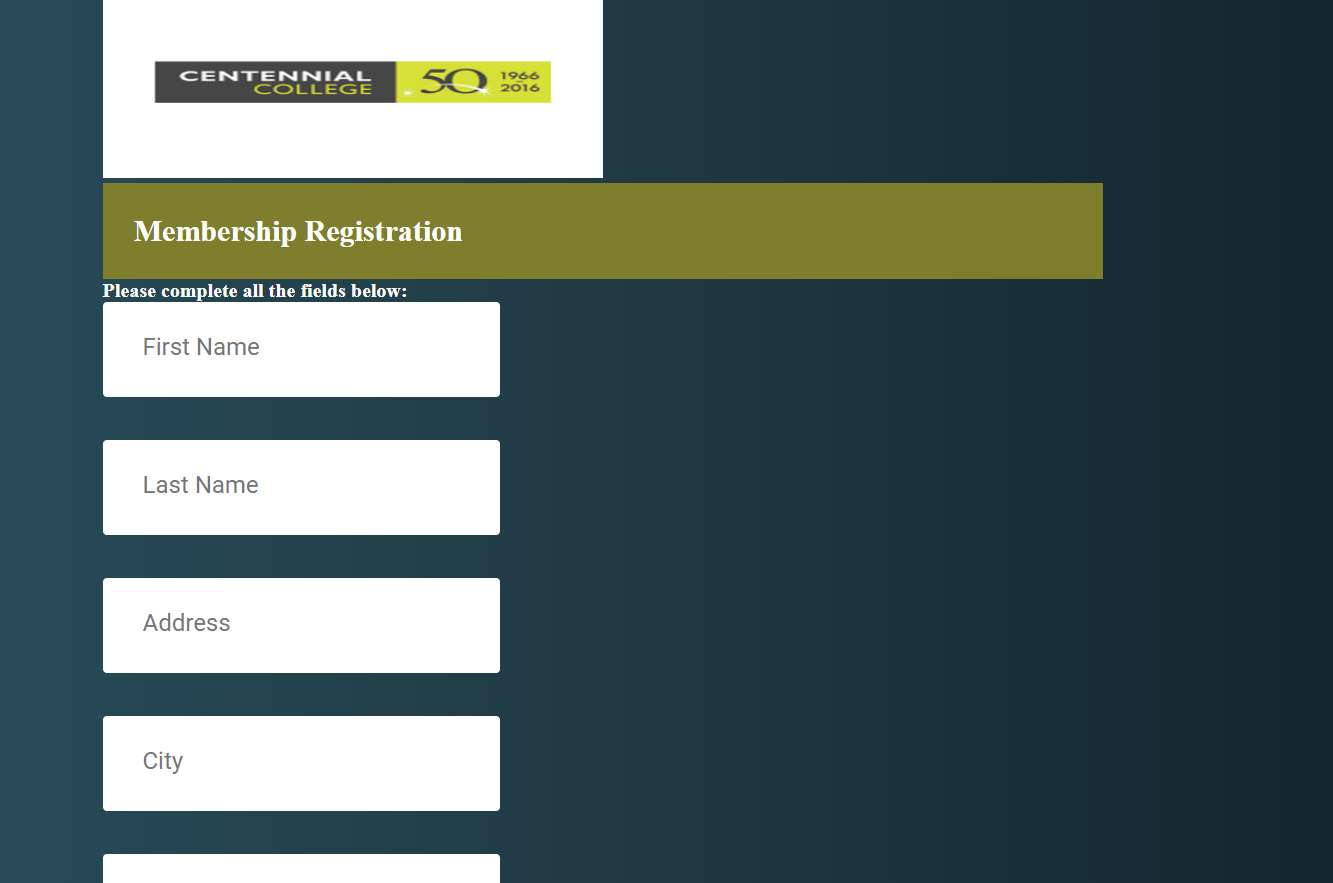 CENTENNIAL
COLLEGE
50
1966
2016
Membership Registration
Please complete all the fields below:
First Name
Last Name
Address
City